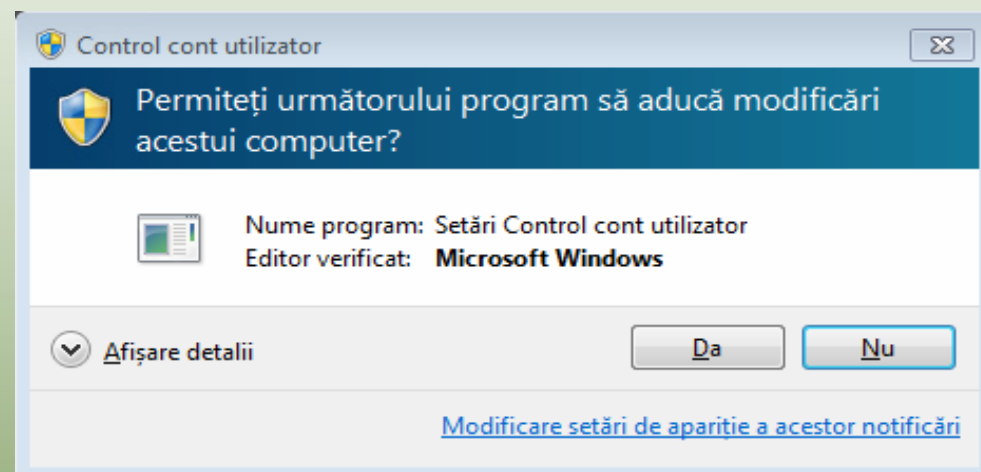 Control cont utilizator
Permiteți următorului program să aducă modificări
acestui computer?
Nume program: Setări Control cont utilizator
Editor verificat: Microsoft Windows
Afișare detalii
Da
Nu
Modificare setări de apariție a acestor notificări